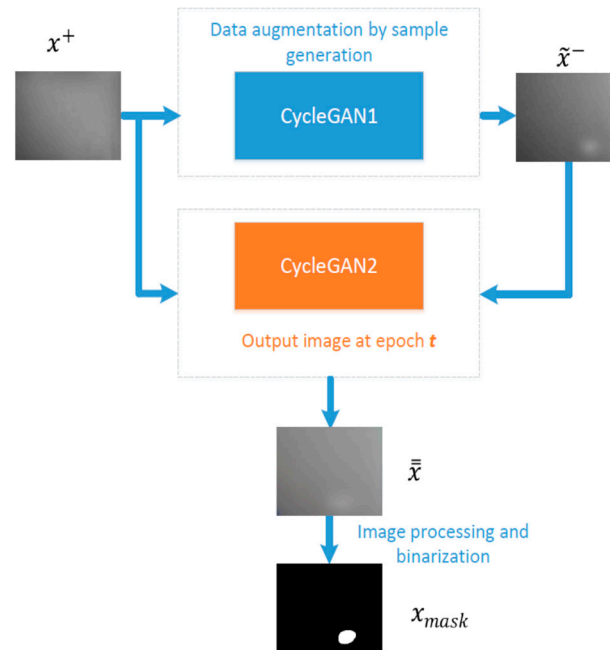 x⁺
Data augmentation by sample
generation
x̃⁻
CycleGAN1
CycleGAN2
Output image at epoch t
x̿
Image processing and
binarization
x_mask